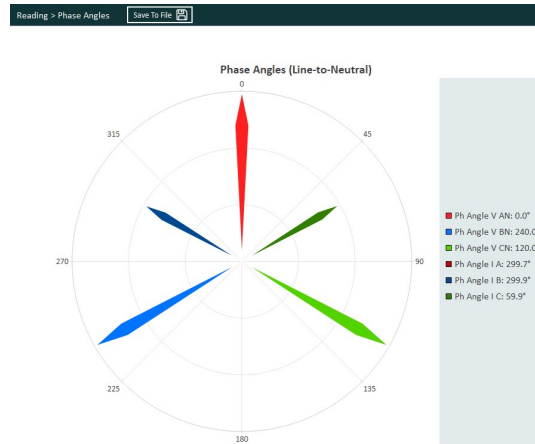 Reading > Phase Angles Save To File
Phase Angles (Line-to-Neutral)
0
315 45
Ph Angle V AN: 0.0°
Ph Angle V BN: 240.0
Ph Angle V CN: 120.0
270 90
Ph Angle I A: 299.7°
Ph Angle I B: 299.9°
Ph Angle I C: 59.9°
225 135
180